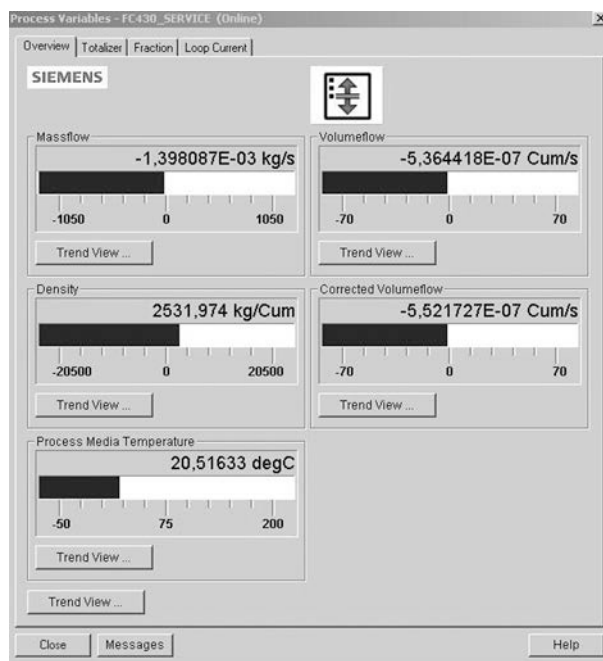 Process Variables - FC430_SERVICE (Online)
Overview Totalizer Fraction Loop Current
SIEMENS
Massflow
-1,398087E-03 kg/s
-1050 0 1050
Trend View ...
Volumeflow
-5,364418E-07 Cum/s
-70 0 70
Trend View ...
Density
2531,974 kg/Cum
-20500 0 20500
Trend View ...
Corrected Volumeflow
-5,521727E-07 Cum/s
-70 0 70
Trend View ...
Process Media Temperature
20,51633 degC
-50 75 200
Trend View ...
Trend View ...
Close Messages Help